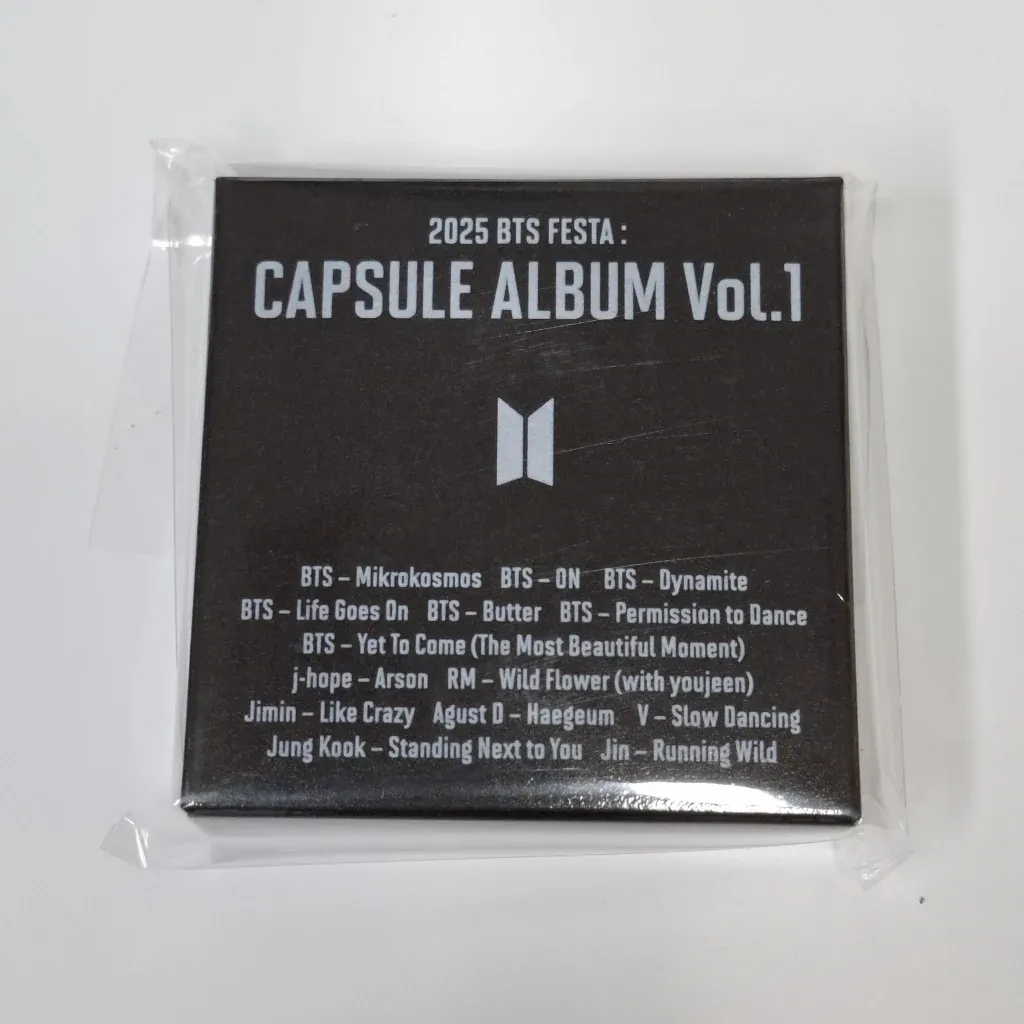 2025 BTS FESTA :
CAPSULE ALBUM Vol.1
BTS – Mikrokosmos BTS – ON BTS – Dynamite
BTS – Life Goes On BTS – Butter BTS – Permission to Dance
BTS – Yet To Come (The Most Beautiful Moment)
j-hope – Arson RM – Wild Flower (with youjeen)
Jimin – Like Crazy Agust D – Haegeum V – Slow Dancing
Jung Kook – Standing Next to You Jin – Running Wild